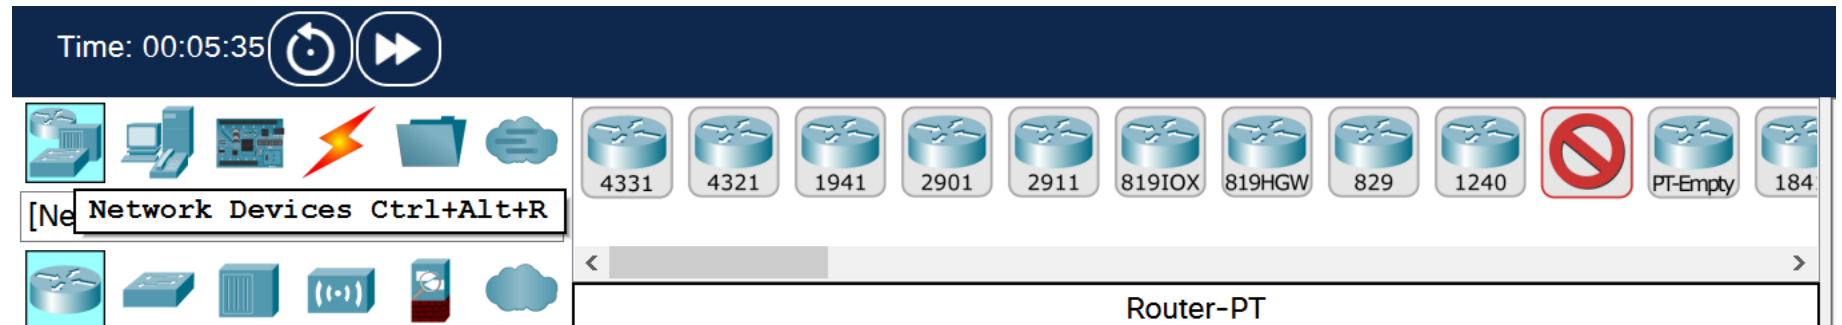 Time: 00:05:35
4331 4321 1941 2901 2911 819IOX 819HGW 829 1240 PT-Empty 184
[Ne
Network Devices Ctrl+Alt+R
Router-PT